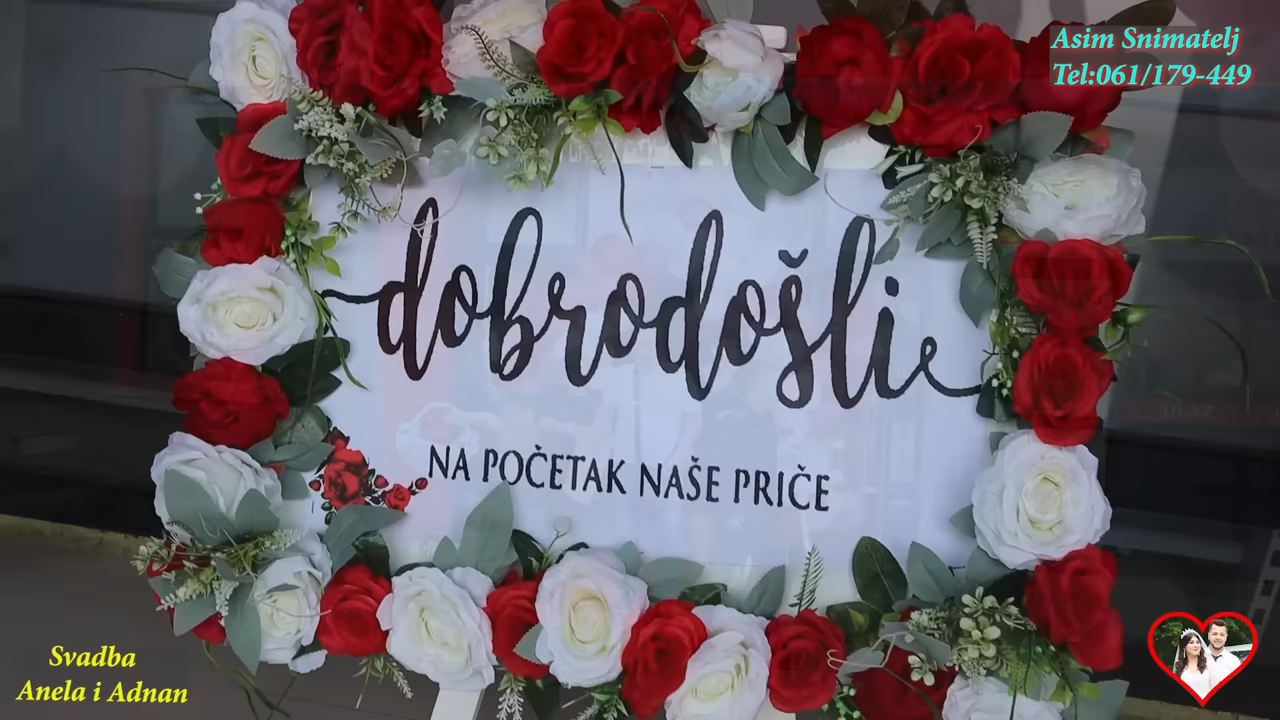 Asim Snimatelj
Tel:061/179-449
dobrodošli
NA POČETAK NAŠE PRIČE
Svadba
Anela i Adnan